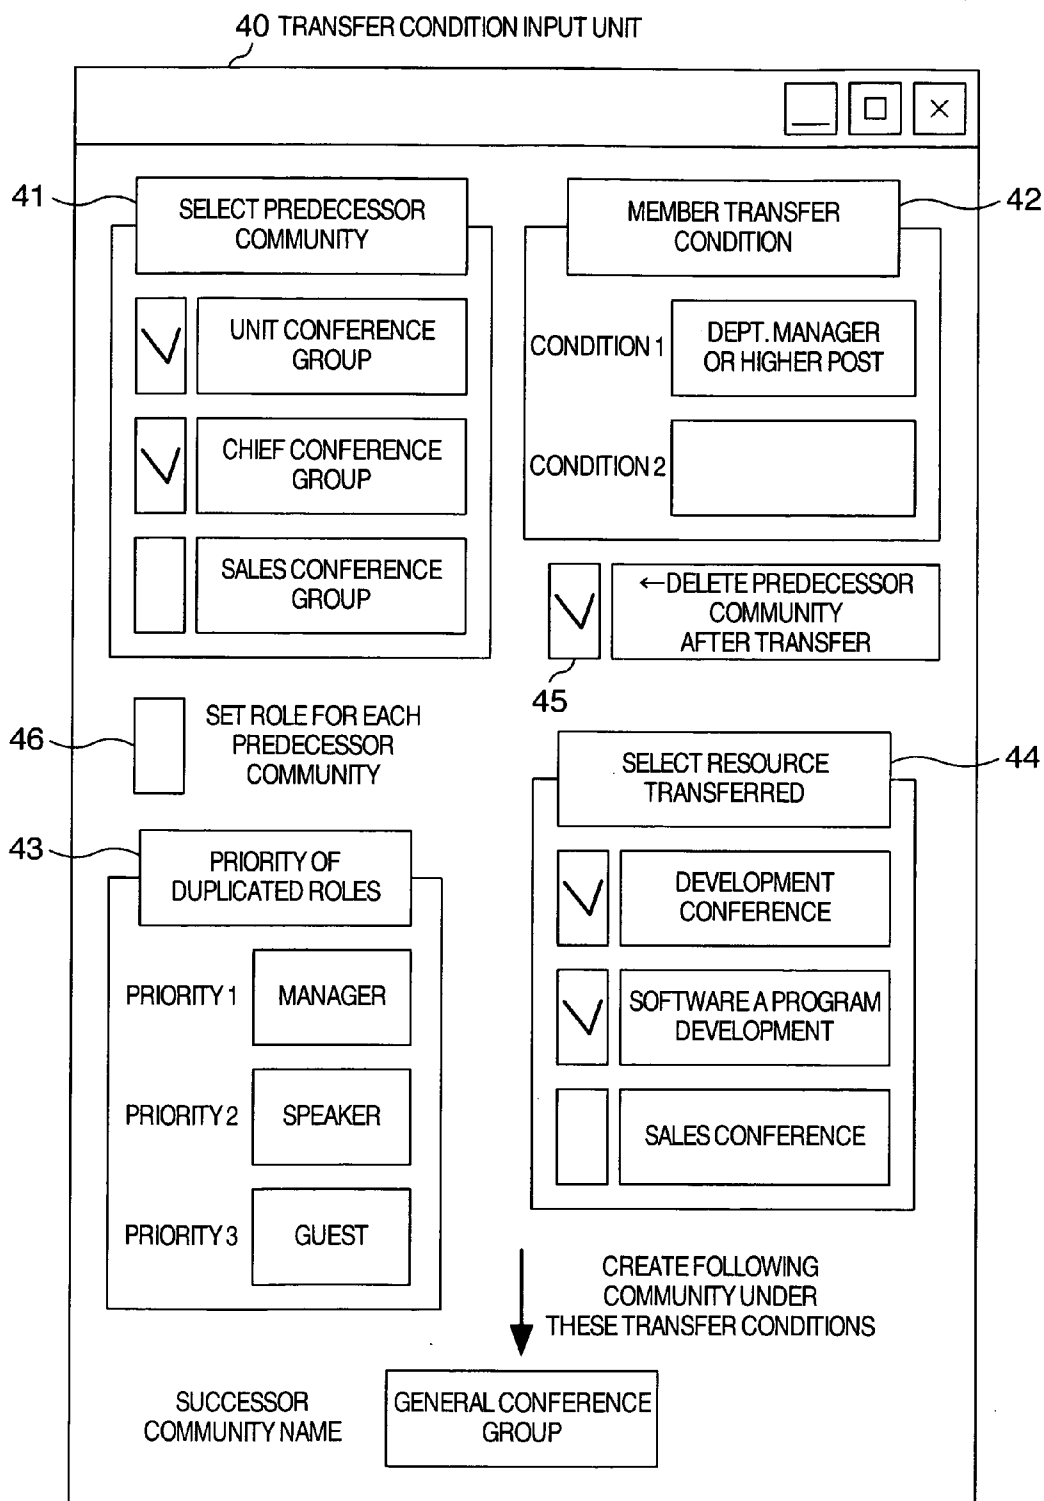 40 TRANSFER CONDITION INPUT UNIT
41
SELECT PREDECESSOR
COMMUNITY
UNIT CONFERENCE
GROUP
CHIEF CONFERENCE
GROUP
SALES CONFERENCE
GROUP
42
MEMBER TRANSFER
CONDITION
CONDITION 1
DEPT. MANAGER
OR HIGHER POST
CONDITION 2
←DELETE PREDECESSOR
COMMUNITY
AFTER TRANSFER
45
46
SET ROLE FOR EACH
PREDECESSOR
COMMUNITY
44
SELECT RESOURCE
TRANSFERRED
DEVELOPMENT
CONFERENCE
SOFTWARE A PROGRAM
DEVELOPMENT
SALES CONFERENCE
43
PRIORITY OF
DUPLICATED ROLES
PRIORITY 1
MANAGER
PRIORITY 2
SPEAKER
PRIORITY 3
GUEST
CREATE FOLLOWING
COMMUNITY UNDER
THESE TRANSFER CONDITIONS
SUCCESSOR
COMMUNITY NAME
GENERAL CONFERENCE
GROUP